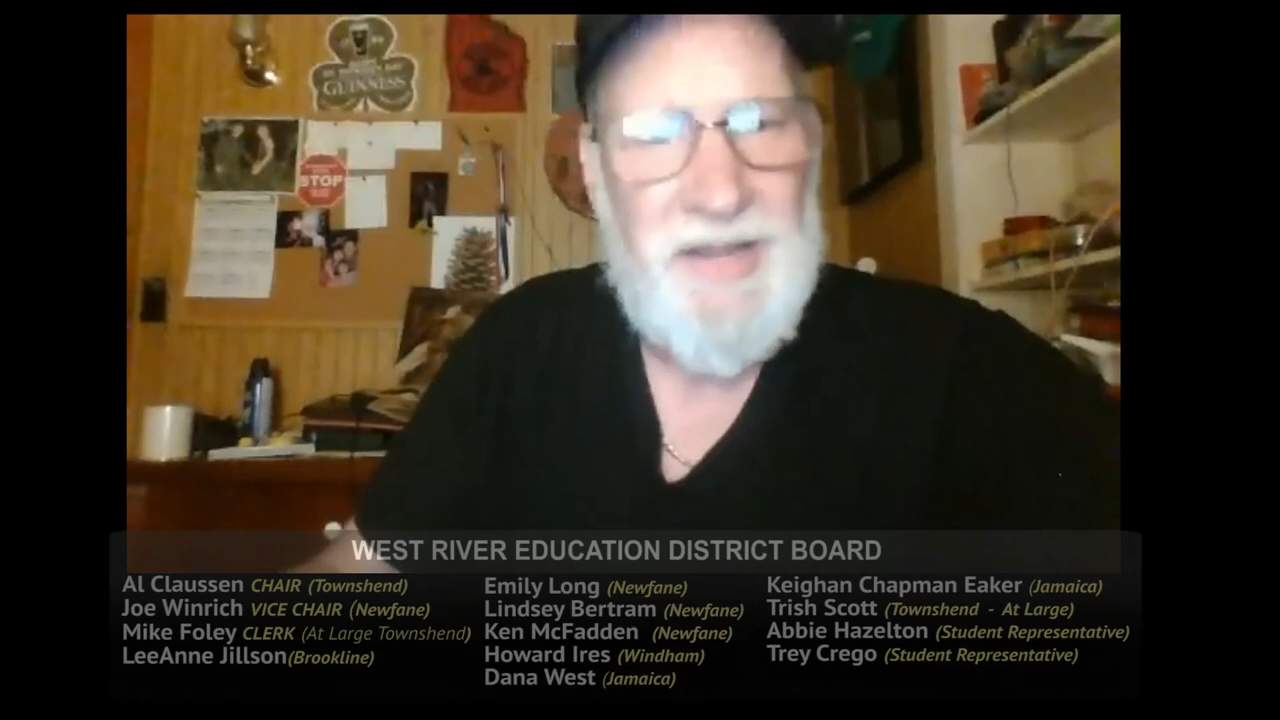 GUINNESS
STOP
WEST RIVER EDUCATION DISTRICT BOARD
Al Claussen CHAIR (Townshend)
Joe Winrich VICE CHAIR (Newfane)
Mike Foley CLERK (At Large Townshend)
LeeAnne Jillson(Brookline)
Emily Long (Newfane)
Lindsey Bertram (Newfane)
Ken McFadden (Newfane)
Howard Ires (Windham)
Dana West (Jamaica)
Keighan Chapman Eaker (Jamaica)
Trish Scott (Townshend - At Large)
Abbie Hazelton (Student Representative)
Trey Crego (Student Representative)